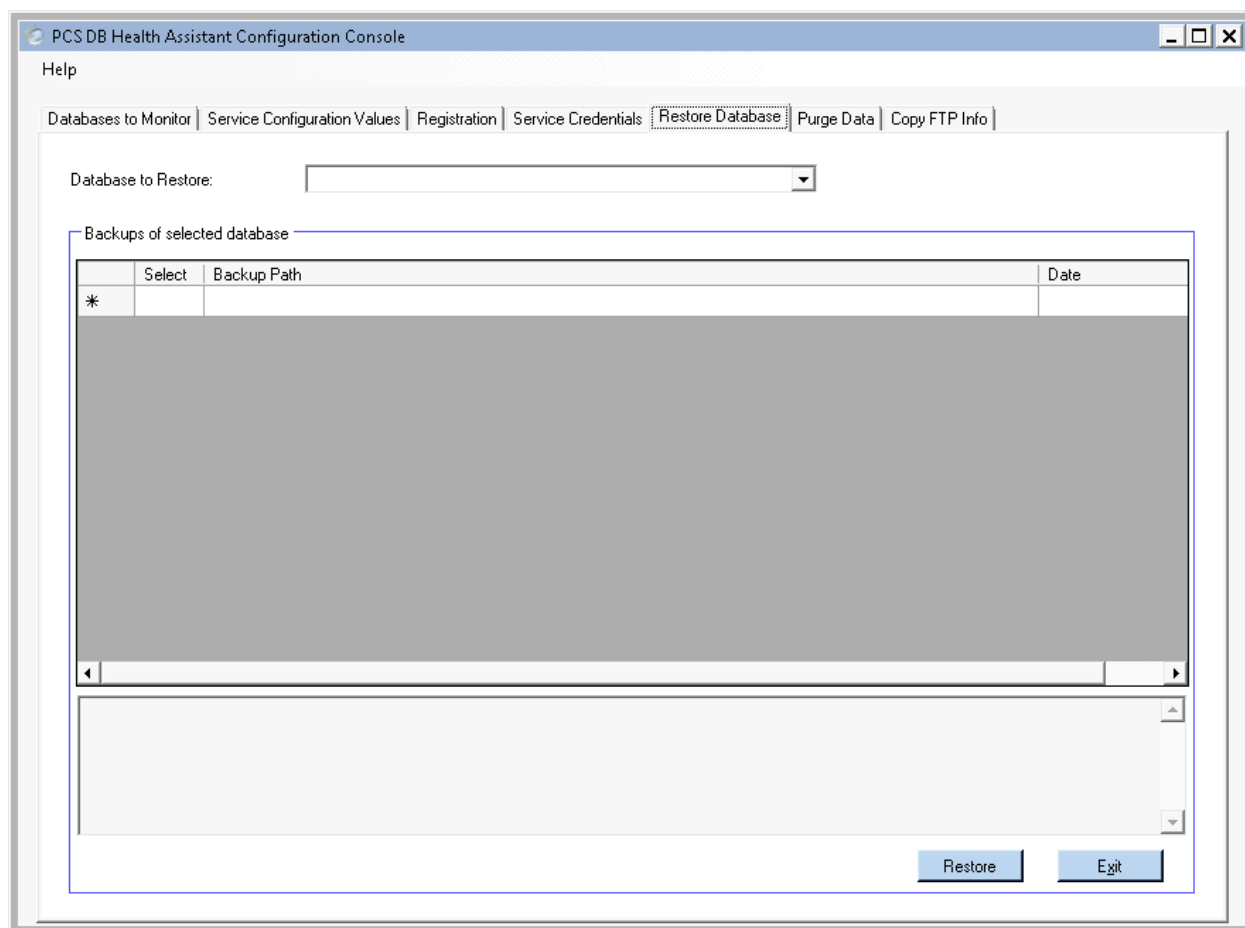 PCS DB Health Assistant Configuration Console
Help
Databases to Monitor Service Configuration Values Registration Service Credentials Restore Database Purge Data Copy FTP Info
Database to Restore:
Backups of selected database
Select Backup Path Date
*
Restore Exit